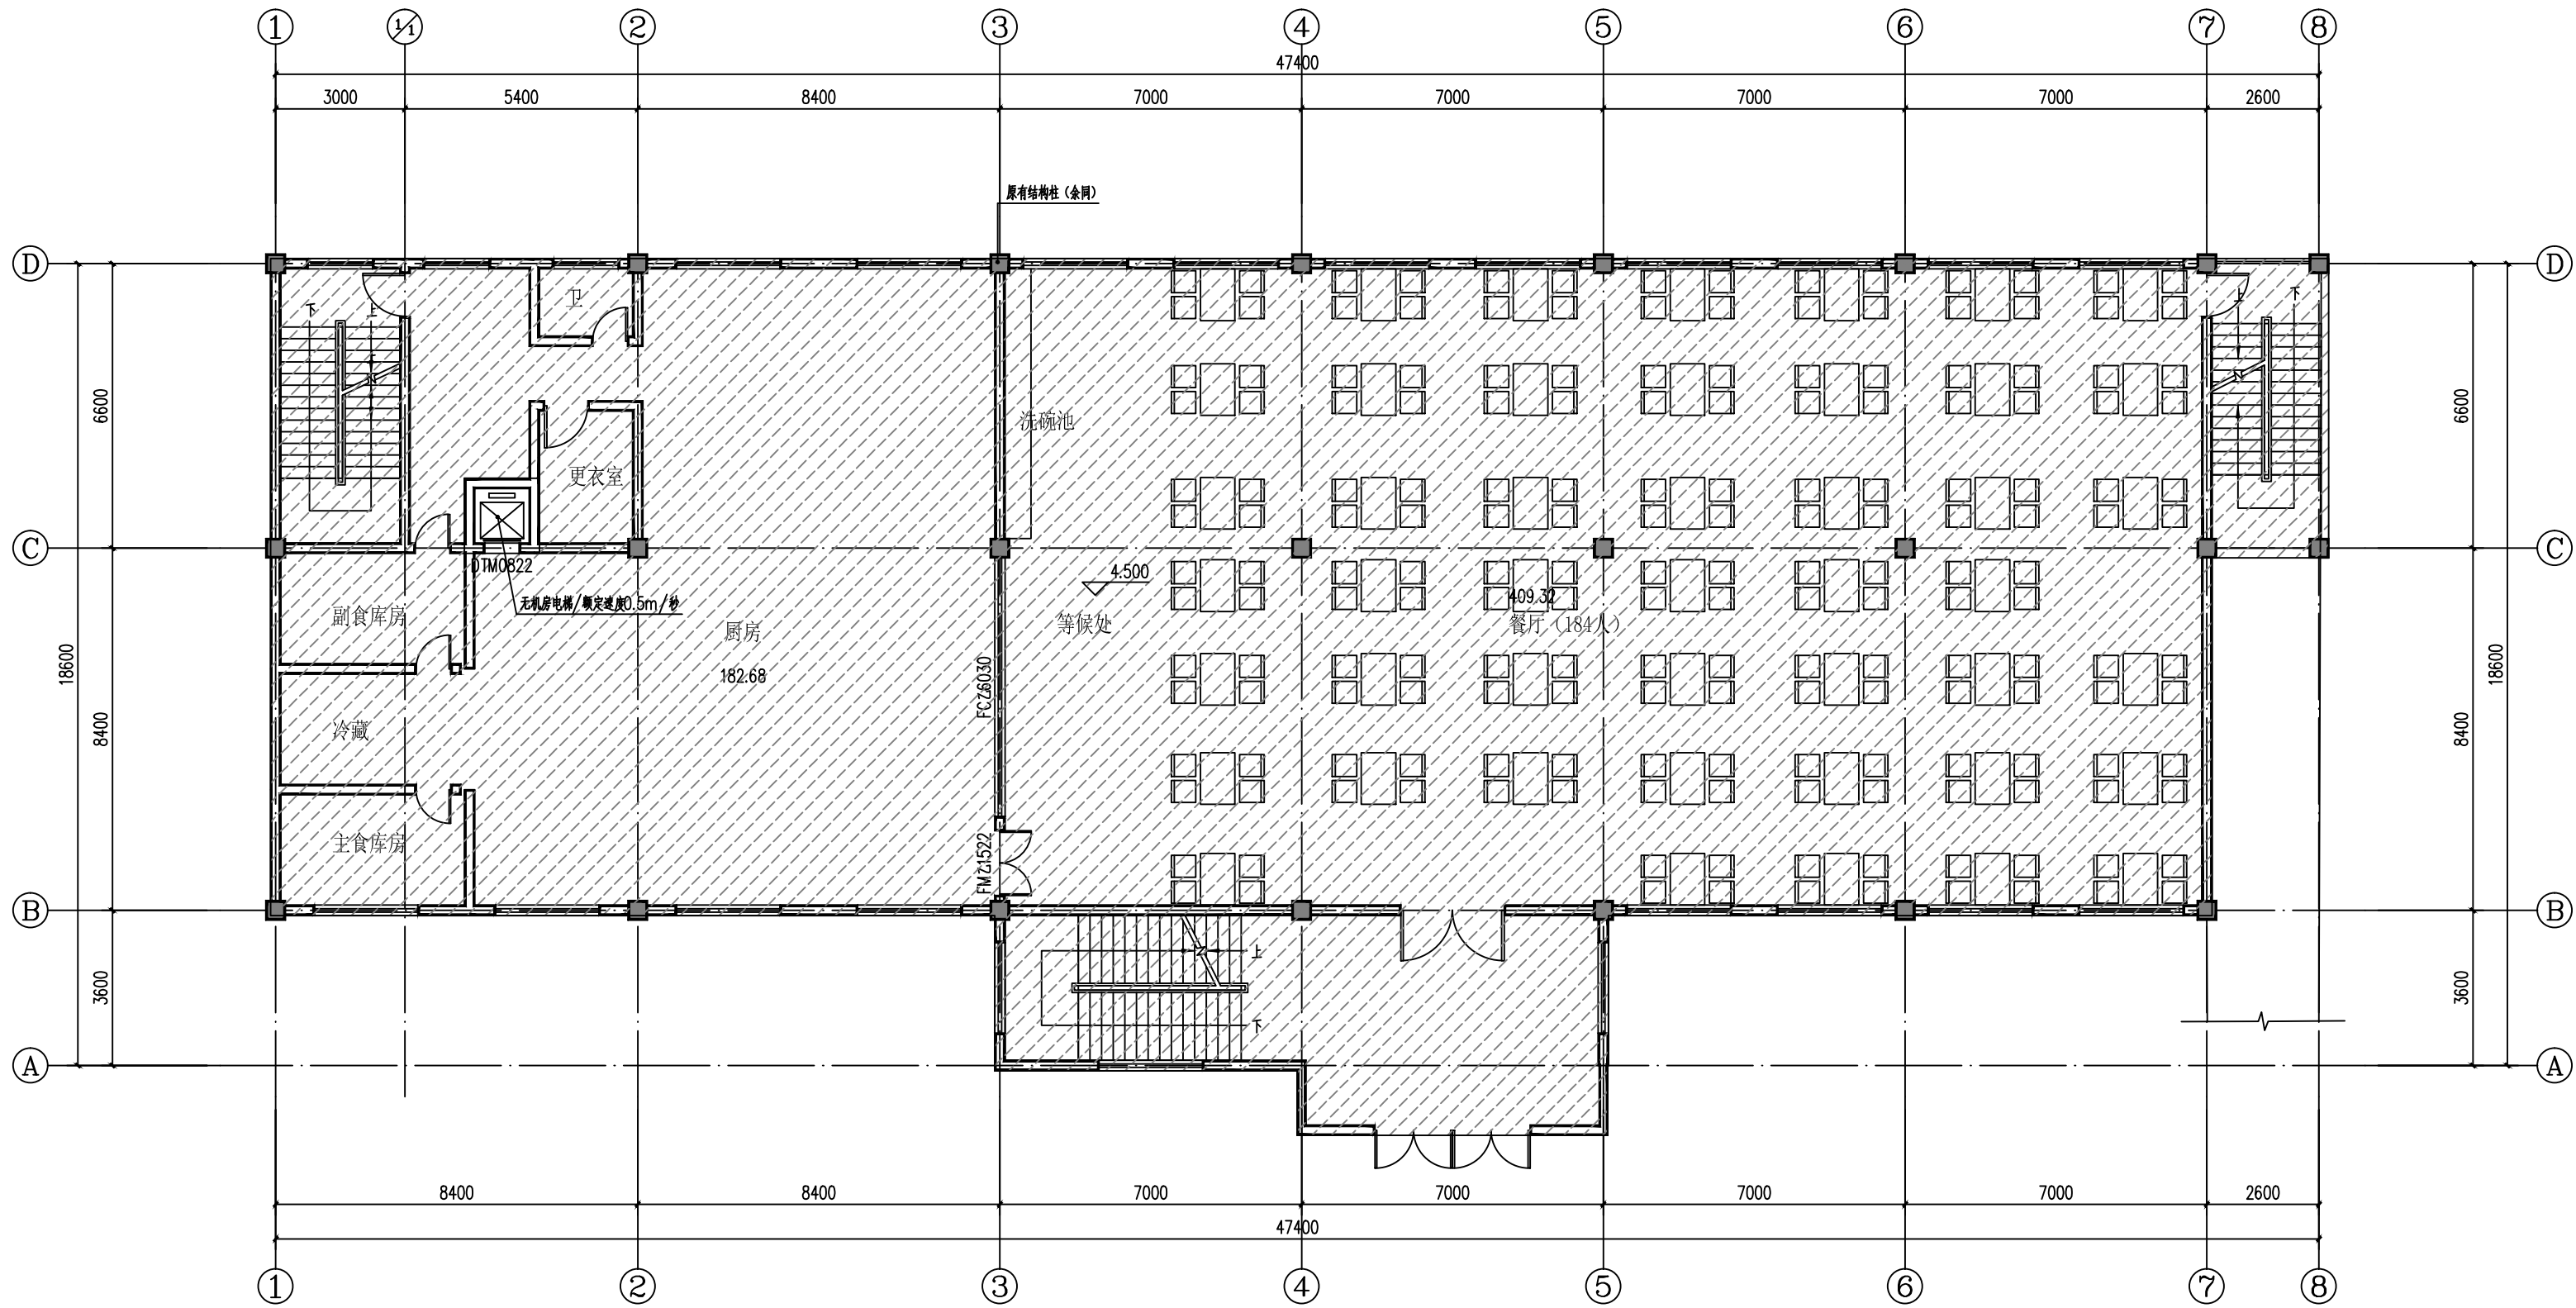 1 1/1 2 3 4 5 6 7 8
47400
3000 5400 8400 7000 7000 7000 7000 2600
原有结构柱（余同）
D D
下 上 卫 上 下
6600 洗碗池 6600
更衣室
C C
DTM0822 4.500
无机房电梯/额定速度0.5m/秒 409.32
副食库房 厨房 等候处 餐厅（184人）
18600 182.68 FCZ6030 18600
8400 冷藏 8400
主食库房 FMZ1522
B B
上
3600 3600
下
A A
8400 8400 7000 7000 7000 7000 2600
47400
1 2 3 4 5 6 7 8